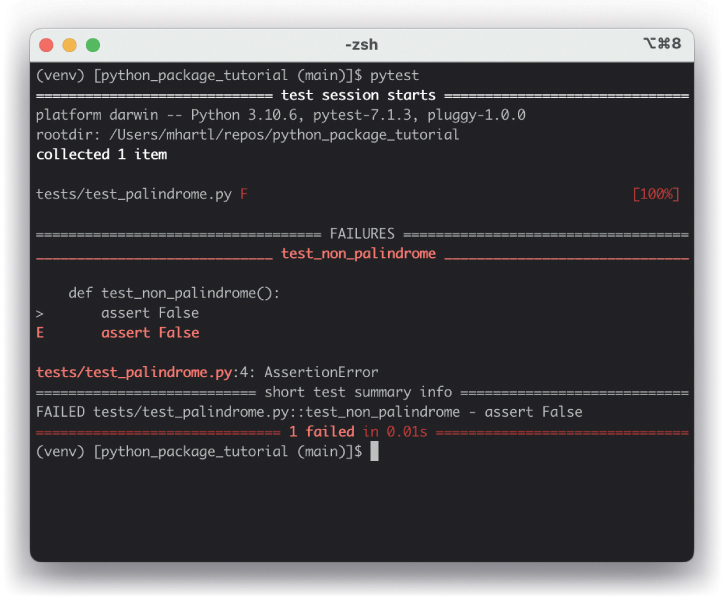 -zsh
⌥⌘8
(venv) [python_package_tutorial (main)]$ pytest
============================= test session starts ==============================
platform darwin -- Python 3.10.6, pytest-7.1.3, pluggy-1.0.0
rootdir: /Users/mhartl/repos/python_package_tutorial
collected 1 item
tests/test_palindrome.py F [100%]
=================================== FAILURES ===================================
_____________________________ test_non_palindrome ______________________________
    def test_non_palindrome():
>       assert False
E       assert False
tests/test_palindrome.py:4: AssertionError
=========================== short test summary info ============================
FAILED tests/test_palindrome.py::test_non_palindrome - assert False
============================== 1 failed in 0.01s ===============================
(venv) [python_package_tutorial (main)]$